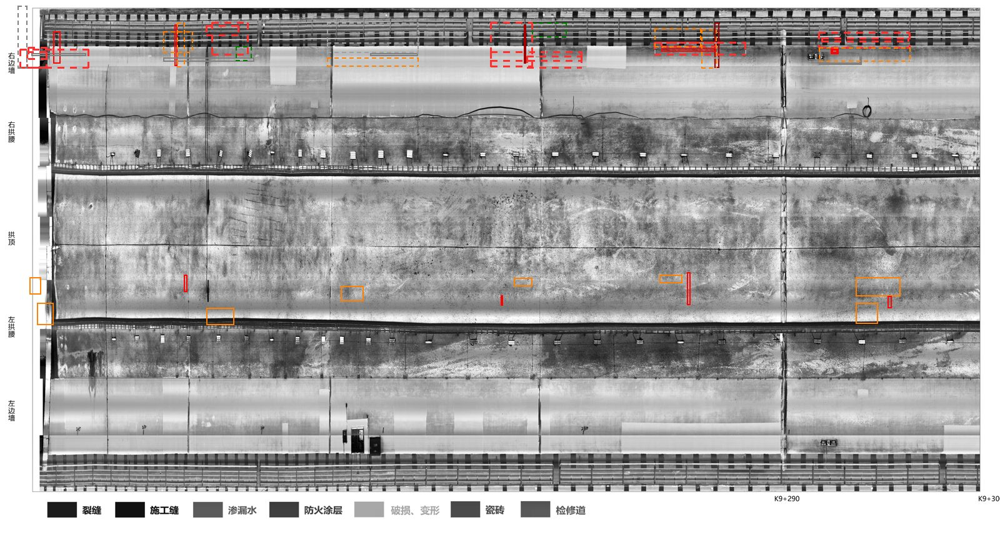 右边墙
右拱腰
拱顶
左拱腰
左边墙
K9+290
K9+30
裂缝
施工缝
渗漏水
防火涂层
破损、变形
瓷砖
检修道